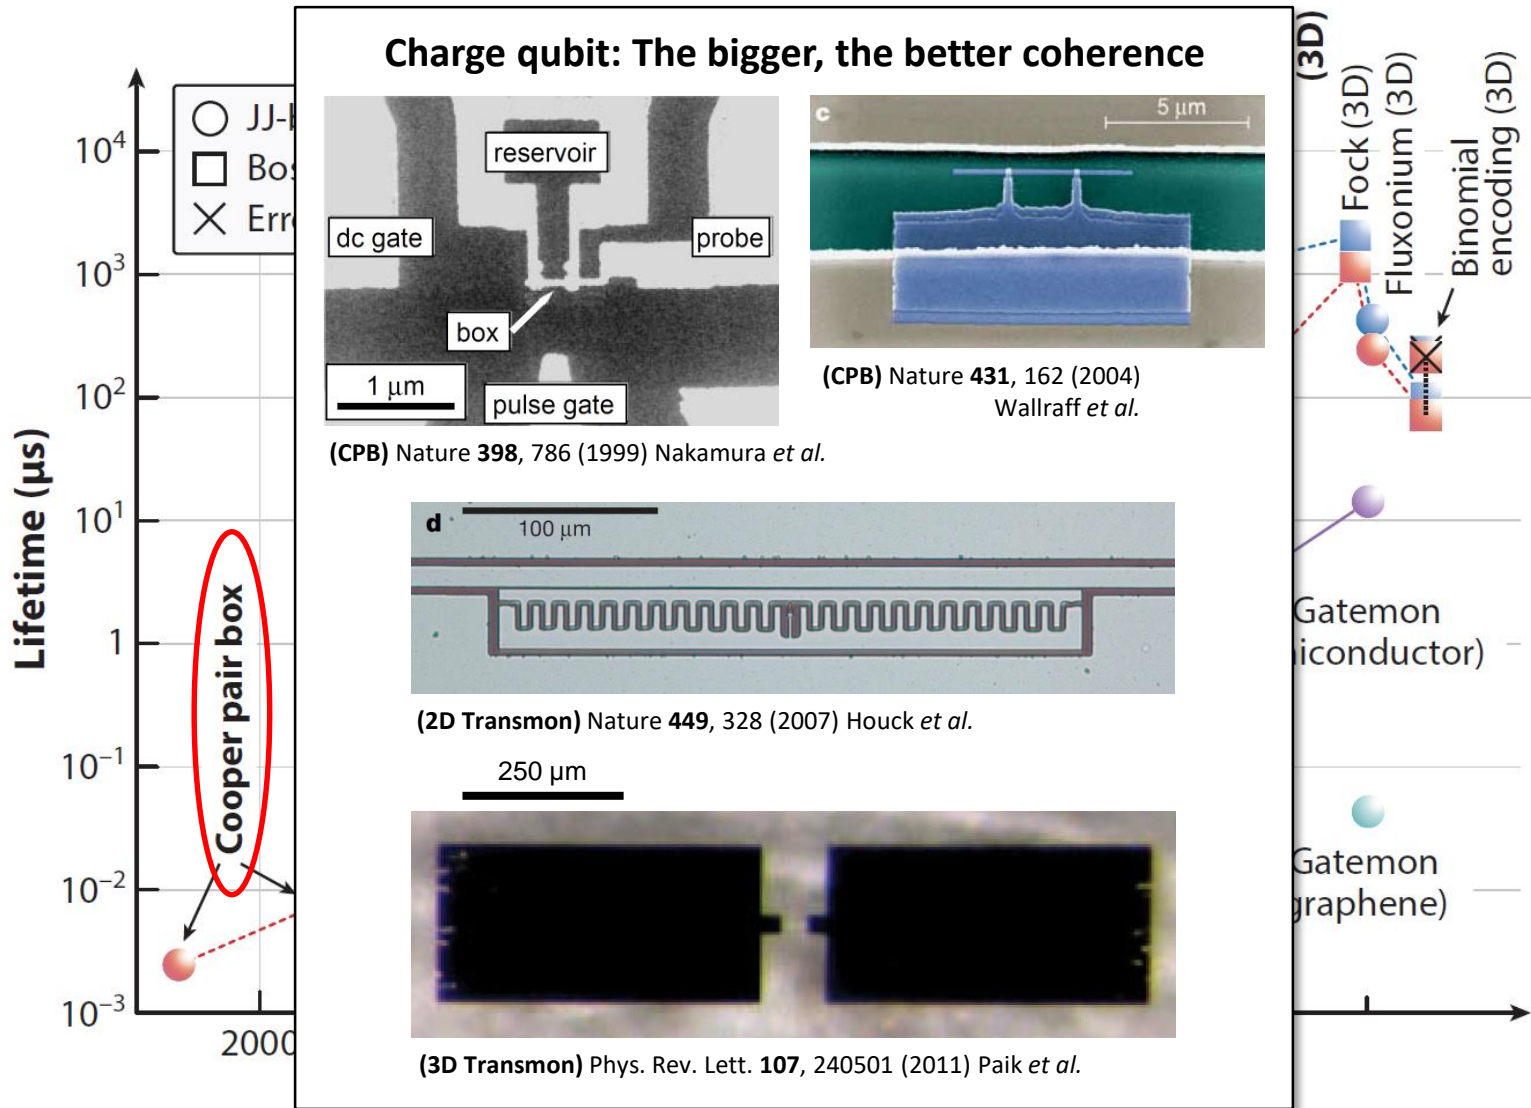 Charge qubit: The bigger, the better coherence
reservoir
dc gate
probe
box
1 μm
pulse gate
(CPB) Nature 398, 786 (1999) Nakamura et al.
c
5 μm
(CPB) Nature 431, 162 (2004)
Wallraff et al.
d
100 μm
(2D Transmon) Nature 449, 328 (2007) Houck et al.
250 μm
(3D Transmon) Phys. Rev. Lett. 107, 240501 (2011) Paik et al.
Lifetime (μs)
10⁴
10³
10²
10¹
1
10⁻¹
10⁻²
10⁻³
2000
JJ-
Bos
Err
Cooper pair box
(3D)
Fock (3D)
Fluxonium (3D)
Binomial
encoding (3D)
Gatemon
iconductor)
Gatemon
graphene)